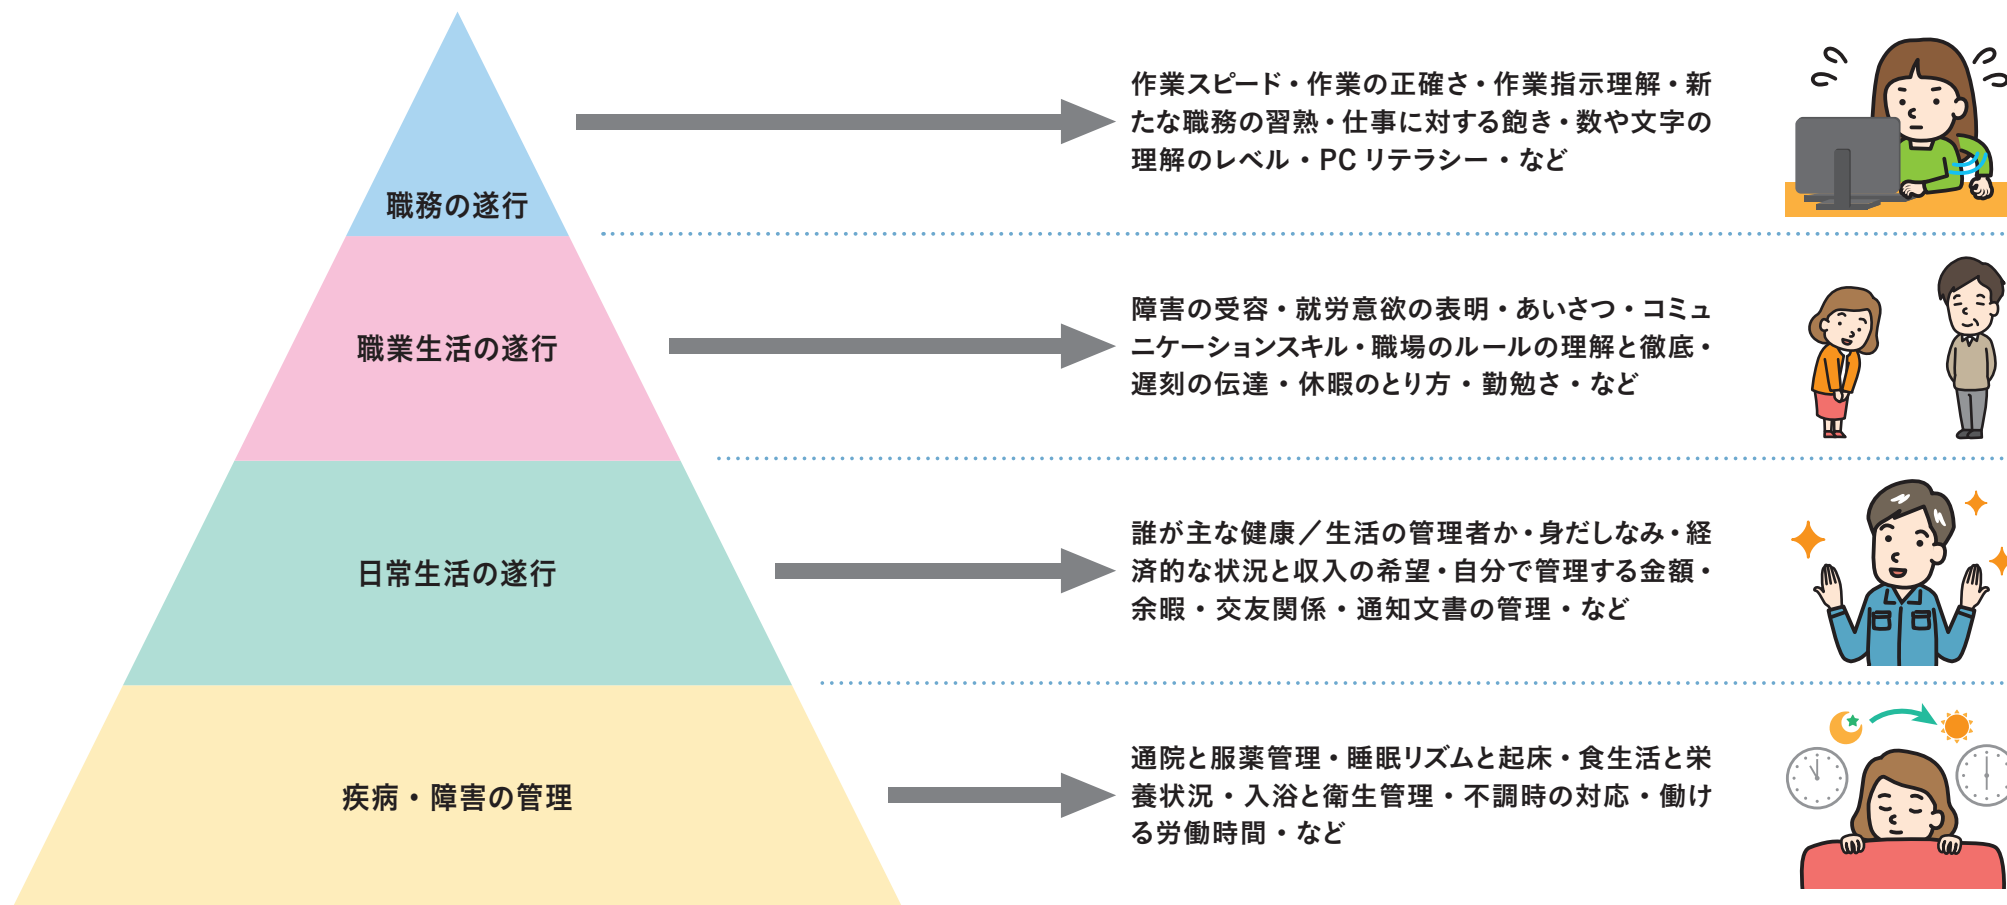 職務の遂行
作業スピード・作業の正確さ・作業指示理解・新
たな職務の習熟・仕事に対する飽き・数や文字の
理解のレベル・PC リテラシー・など
職業生活の遂行
障害の受容・就労意欲の表明・あいさつ・コミュ
ニケーションスキル・職場のルールの理解と徹底・
遅刻の伝達・休暇のとり方・勤勉さ・など
日常生活の遂行
誰が主な健康／生活の管理者か・身だしなみ・経
済的な状況と収入の希望・自分で管理する金額・
余暇・交友関係・通知文書の管理・など
疾病・障害の管理
通院と服薬管理・睡眠リズムと起床・食生活と栄
養状況・入浴と衛生管理・不調時の対応・働け
る労働時間・など